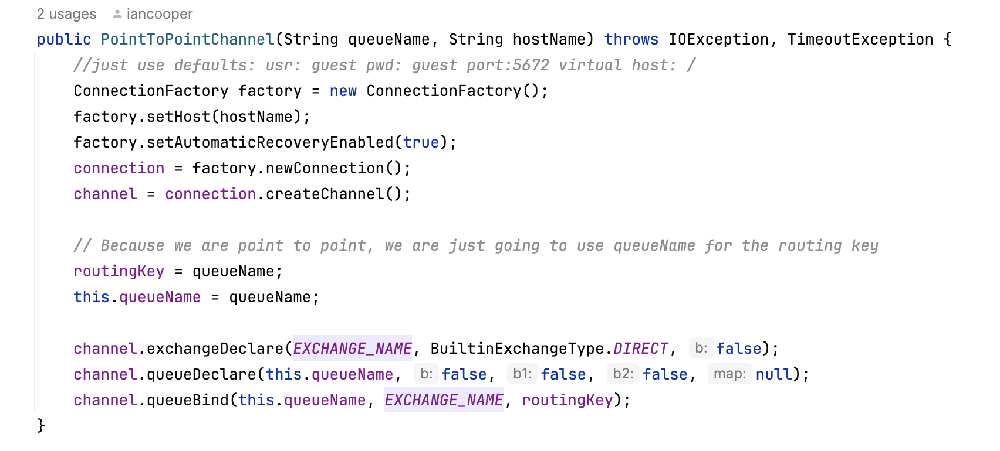 2 usages iancooper
public PointToPointChannel(String queueName, String hostName) throws IOException, TimeoutException {
//just use defaults: usr: guest pwd: guest port:5672 virtual host: /
ConnectionFactory factory = new ConnectionFactory();
factory.setHost(hostName);
factory.setAutomaticRecoveryEnabled(true);
connection = factory.newConnection();
channel = connection.createChannel();
// Because we are point to point, we are just going to use queueName for the routing key
routingKey = queueName;
this.queueName = queueName;
channel.exchangeDeclare(EXCHANGE_NAME, BuiltinExchangeType.DIRECT, b: false);
channel.queueDeclare(this.queueName, b: false, b1: false, b2: false, map: null);
channel.queueBind(this.queueName, EXCHANGE_NAME, routingKey);
}